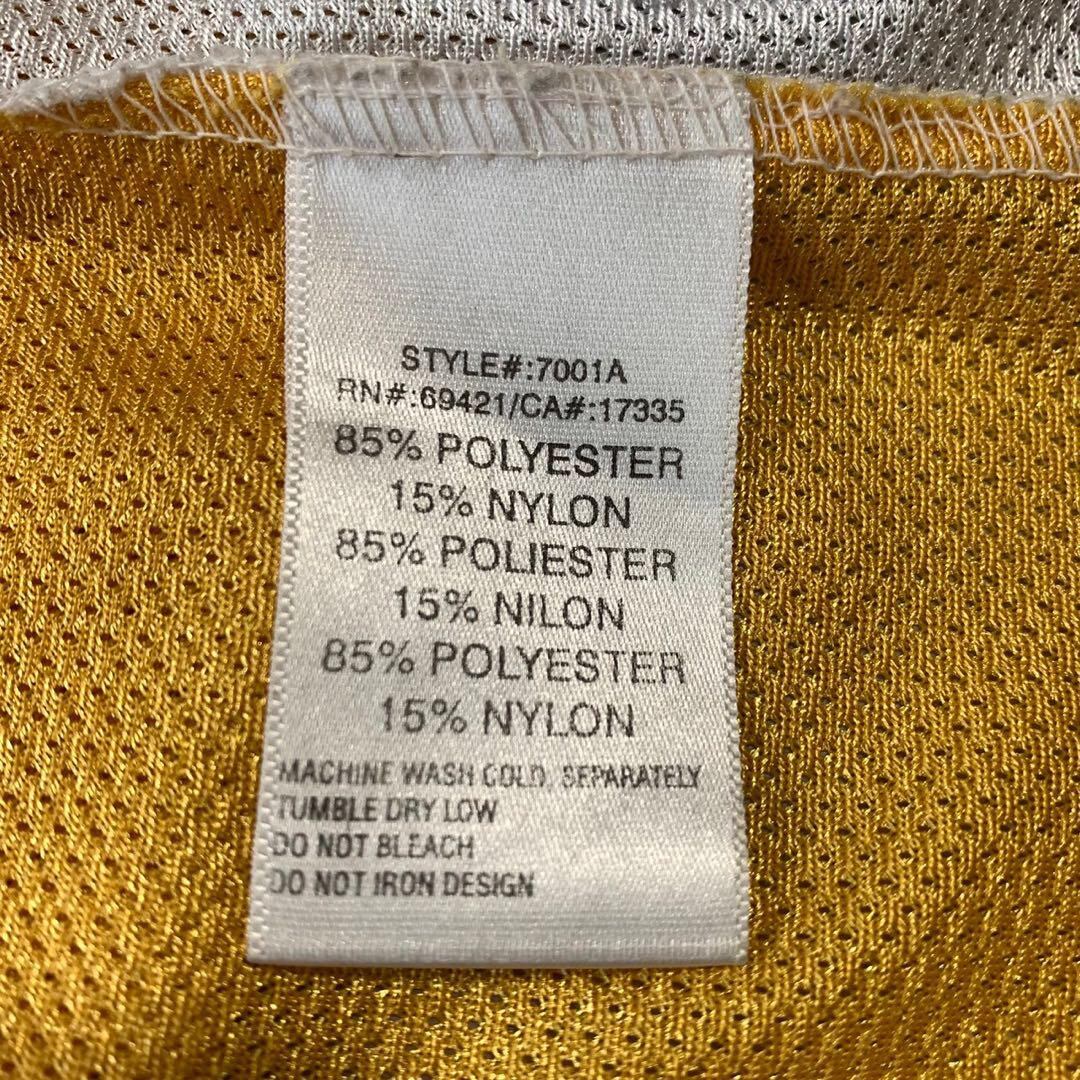 STYLE#:7001A
RN#:69421/CA#:17335
85% POLYESTER
15% NYLON
85% POLIESTER
15% NILON
85% POLYESTER
15% NYLON
MACHINE WASH COLD, SEPARATELY
TUMBLE DRY LOW
DO NOT BLEACH
DO NOT IRON DESIGN